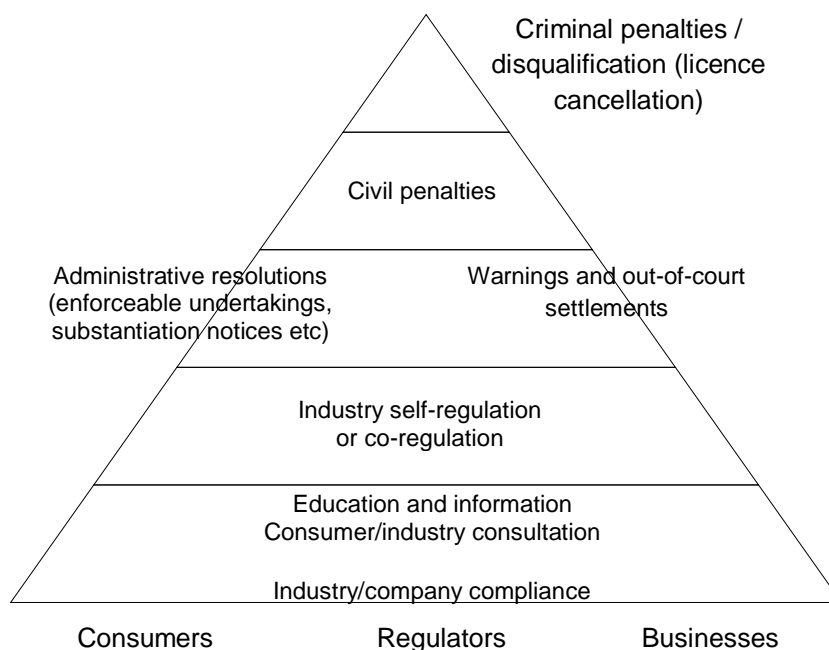 Criminal penalties /
disqualification (licence
cancellation)
Civil penalties
Administrative resolutions
(enforceable undertakings,
substantiation notices etc)
Warnings and out-of-court
settlements
Industry self-regulation
or co-regulation
Education and information
Consumer/industry consultation
Industry/company compliance
Consumers
Regulators
Businesses